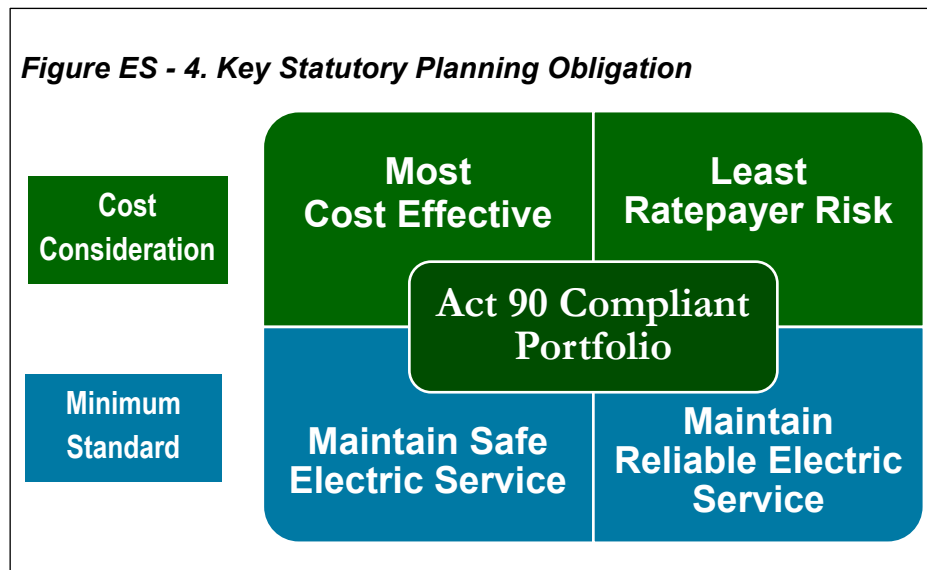 Figure ES - 4. Key Statutory Planning Obligation
Cost
Consideration
Most
Cost Effective
Least
Ratepayer Risk
Act 90 Compliant
Portfolio
Minimum
Standard
Maintain Safe
Electric Service
Maintain
Reliable Electric
Service